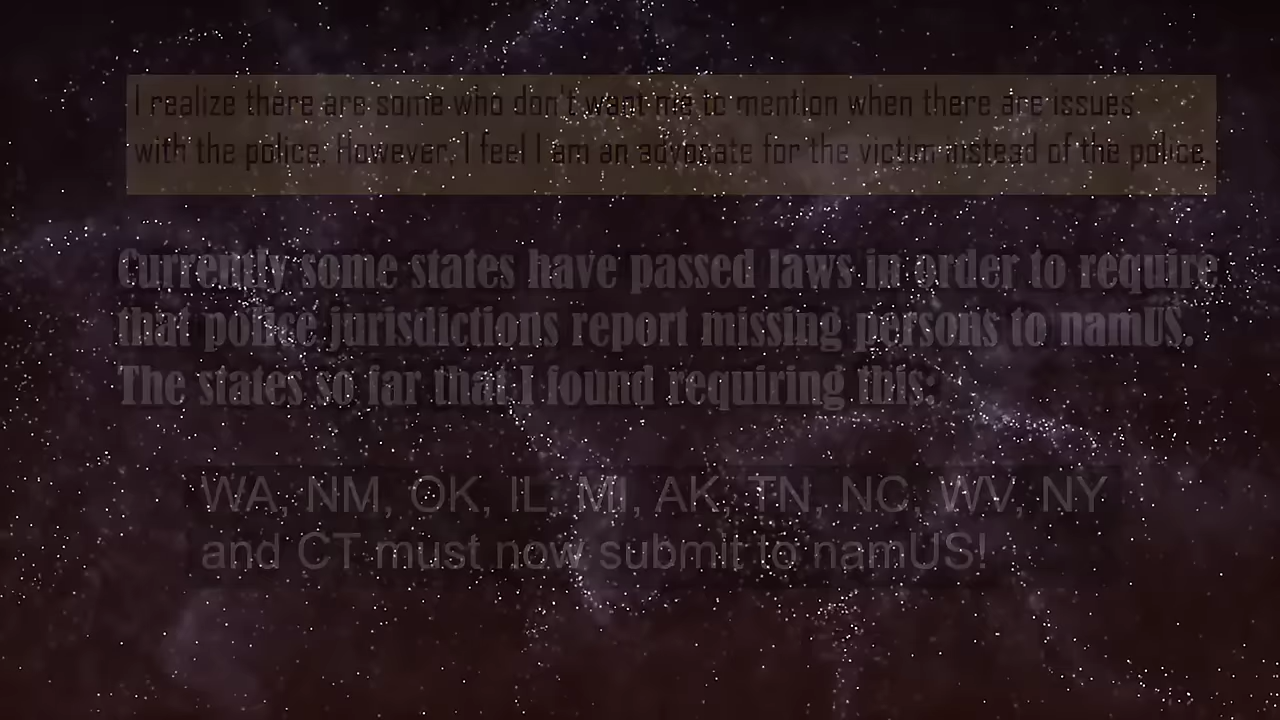 I realize there are some who don't want me to mention when there are issues
with the police. However, I feel I am an advocate for the victim instead of the police.
Currently some states have passed laws in order to require
that police jurisdictions report missing persons to namUS.
The states so far that I found requiring this:
WA, NM, OK, IL, MI, AK, TN, NC, WV, NY
and CT must now submit to namUS!